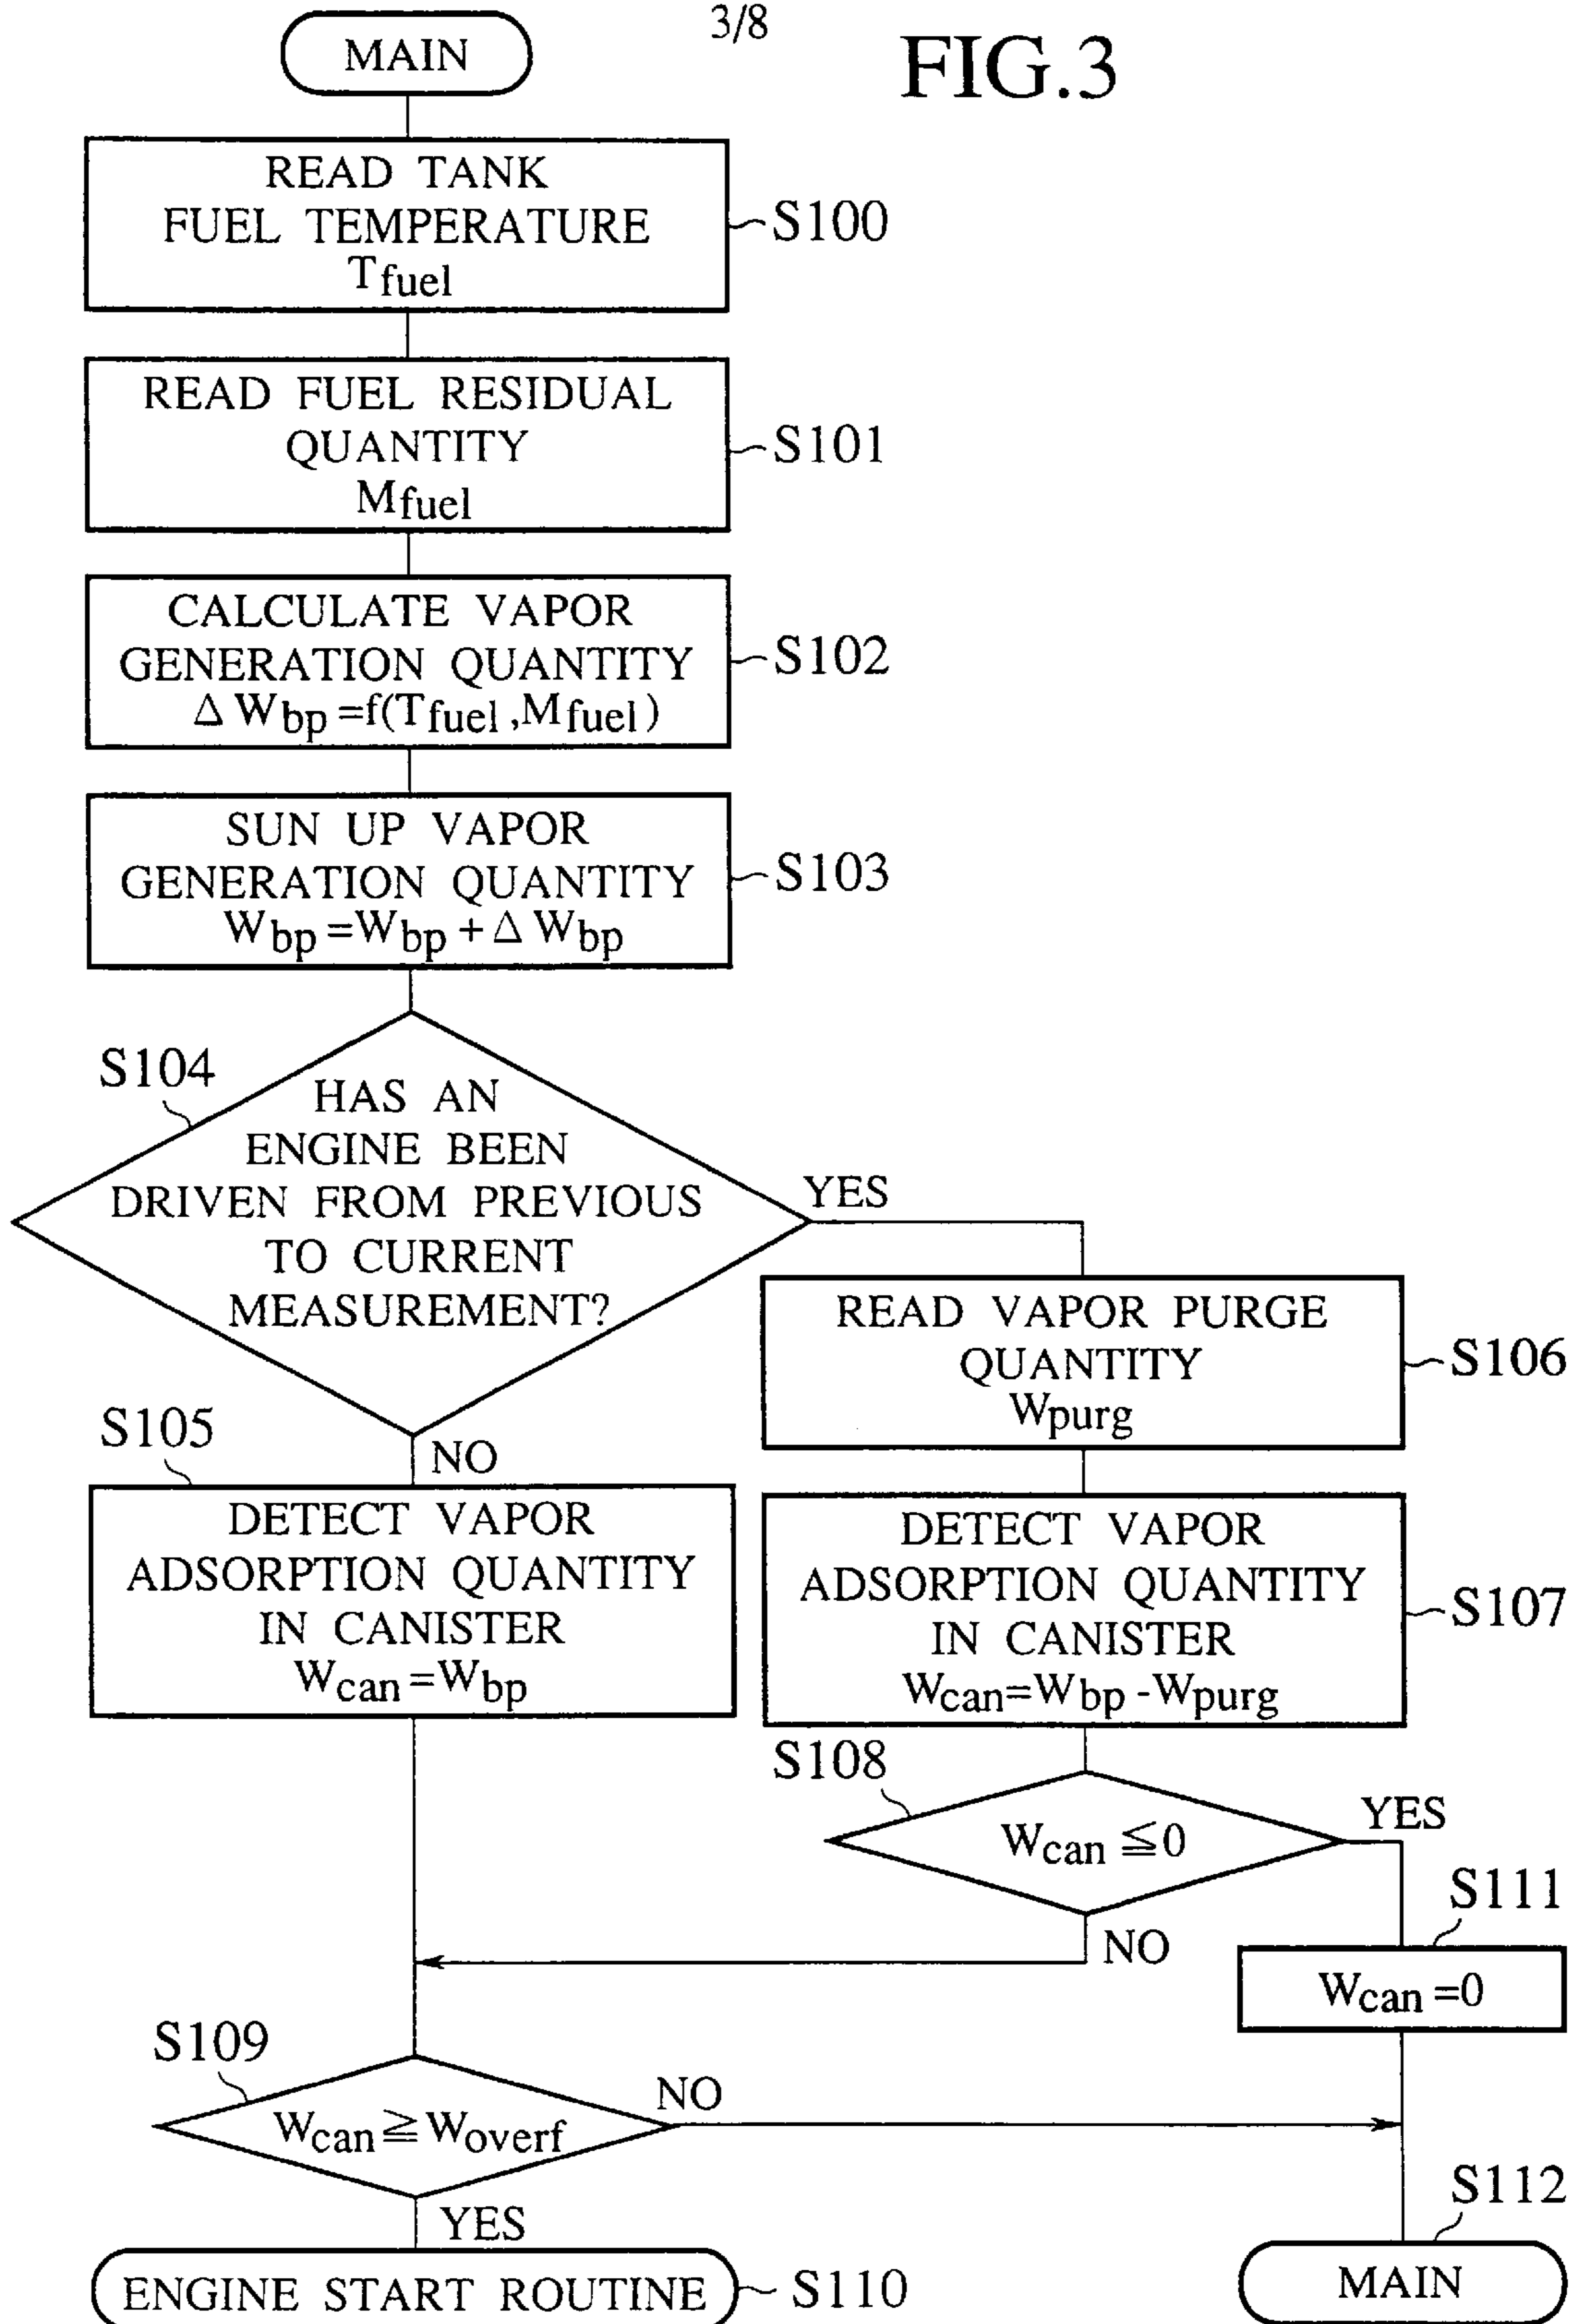 3/8
FIG.3
MAIN
READ TANK
FUEL TEMPERATURE
Tfuel
S100
READ FUEL RESIDUAL
QUANTITY
Mfuel
S101
CALCULATE VAPOR
GENERATION QUANTITY
Δ Wbp =f(Tfuel ,Mfuel )
S102
SUN UP VAPOR
GENERATION QUANTITY
Wbp =Wbp + Δ Wbp
S103
S104
HAS AN
ENGINE BEEN
DRIVEN FROM PREVIOUS
TO CURRENT
MEASUREMENT?
YES
NO
S105
DETECT VAPOR
ADSORPTION QUANTITY
IN CANISTER
Wcan =Wbp
READ VAPOR PURGE
QUANTITY
Wpurg
S106
DETECT VAPOR
ADSORPTION QUANTITY
IN CANISTER
Wcan=Wbp -Wpurg
S107
S108
Wcan ≦0
YES
NO
S111
Wcan =0
S109
Wcan≧Woverf
NO
YES
ENGINE START ROUTINE
S110
S112
MAIN